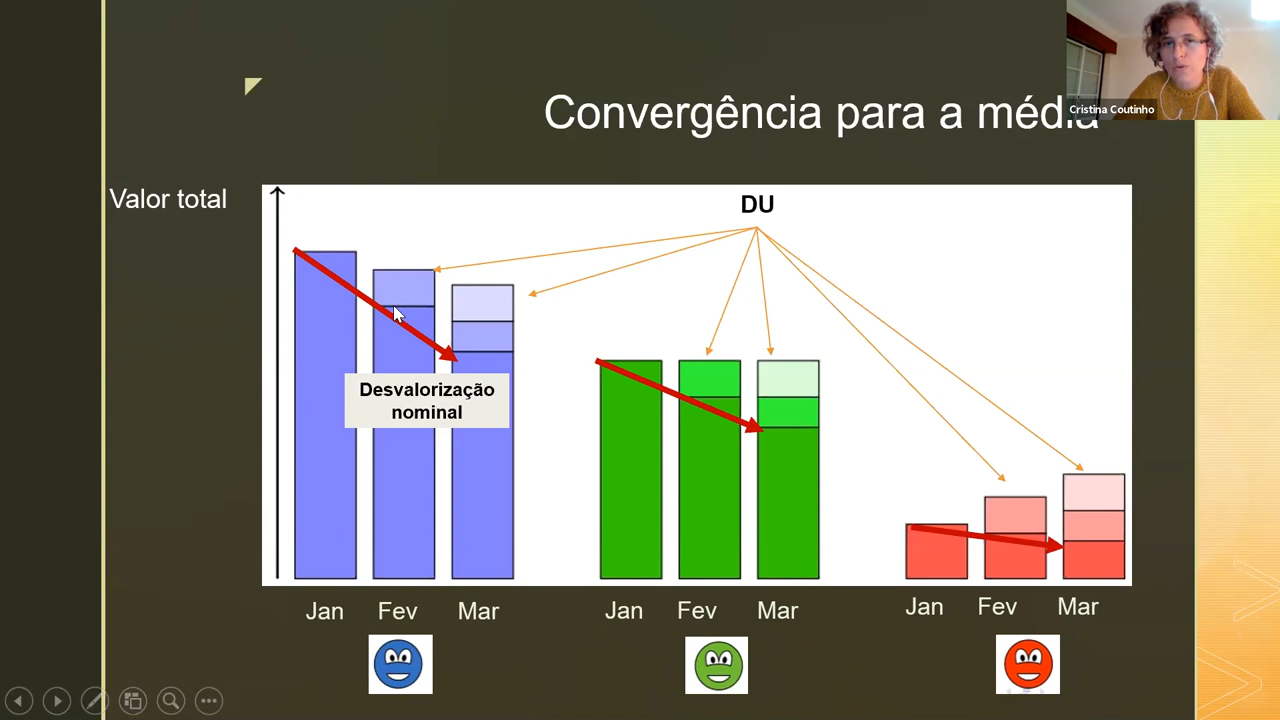 Cristina Coutinho
Convergência para a média
Valor total
DU
Desvalorização
nominal
Jan Fev Mar
Jan Fev Mar
Jan Fev Mar